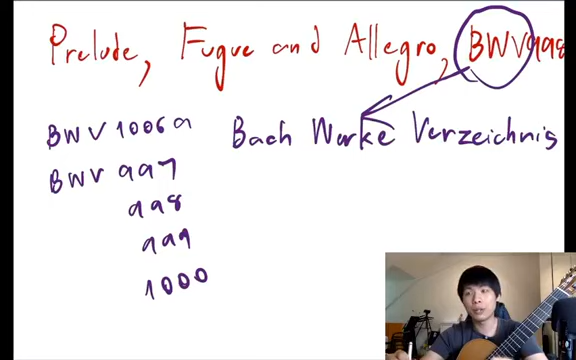 Prelude, Fugue and Allegro, BWV998
BWV 1006a
Bach Werke Verzeichnis
BWV 997
998
999
1000